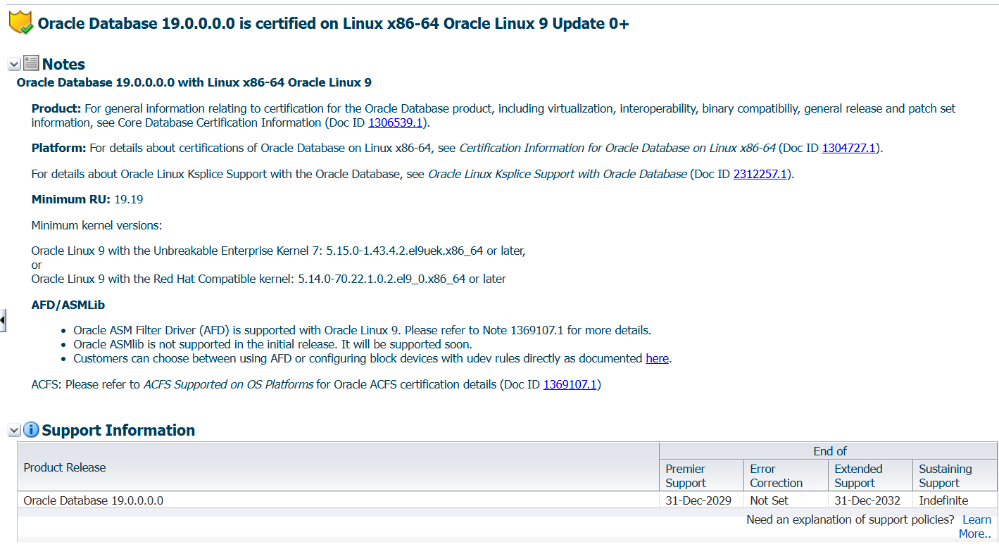 Oracle Database 19.0.0.0.0 is certified on Linux x86-64 Oracle Linux 9 Update 0+
Notes
Oracle Database 19.0.0.0.0 with Linux x86-64 Oracle Linux 9
Product: For general information relating to certification for the Oracle Database product, including virtualization, interoperability, binary compatibiliy, general release and patch set
information, see Core Database Certification Information (Doc ID 1306539.1).
Platform: For details about certifications of Oracle Database on Linux x86-64, see Certification Information for Oracle Database on Linux x86-64 (Doc ID 1304727.1).
For details about Oracle Linux Ksplice Support with the Oracle Database, see Oracle Linux Ksplice Support with Oracle Database (Doc ID 2312257.1).
Minimum RU: 19.19
Minimum kernel versions:
Oracle Linux 9 with the Unbreakable Enterprise Kernel 7: 5.15.0-1.43.4.2.el9uek.x86_64 or later,
or
Oracle Linux 9 with the Red Hat Compatible kernel: 5.14.0-70.22.1.0.2.el9_0.x86_64 or later
AFD/ASMLib
• Oracle ASM Filter Driver (AFD) is supported with Oracle Linux 9. Please refer to Note 1369107.1 for more details.
• Oracle ASMlib is not supported in the initial release. It will be supported soon.
• Customers can choose between using AFD or configuring block devices with udev rules directly as documented here.
ACFS: Please refer to ACFS Supported on OS Platforms for Oracle ACFS certification details (Doc ID 1369107.1)
Support Information
Product Release
End of
Premier Support
Error Correction
Extended Support
Sustaining Support
Oracle Database 19.0.0.0.0 31-Dec-2029 Not Set 31-Dec-2032 Indefinite
Need an explanation of support policies? Learn
More..